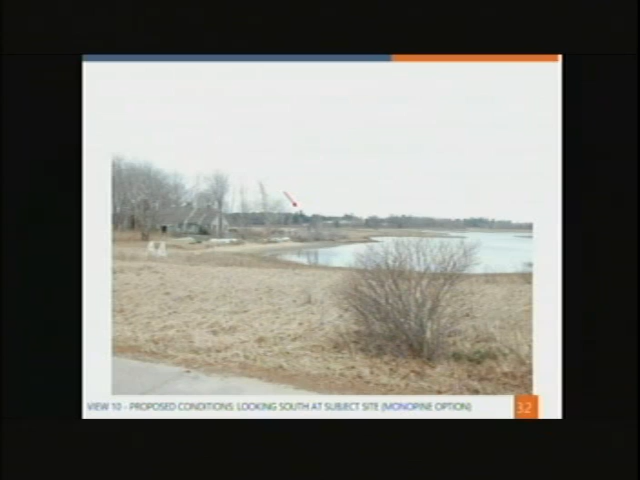 VIEW 10 - PROPOSED CONDITIONS: LOOKING SOUTH AT SUBJECT SITE (MONOPINE OPTION)
32